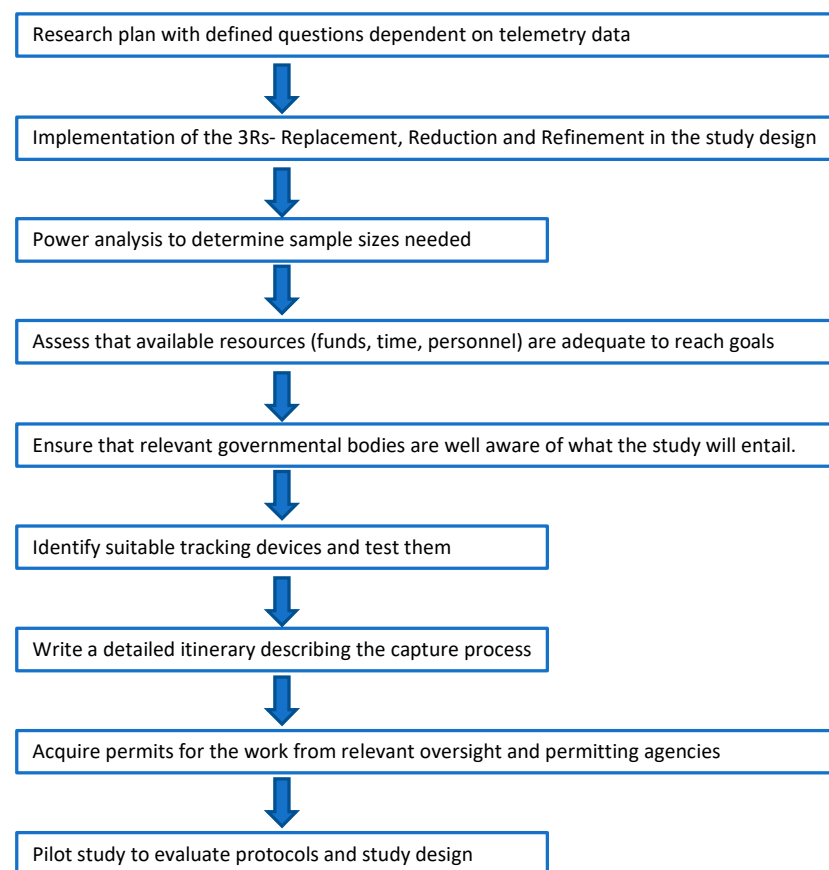 Research plan with defined questions dependent on telemetry data
Implementation of the 3Rs- Replacement, Reduction and Refinement in the study design
Power analysis to determine sample sizes needed
Assess that available resources (funds, time, personnel) are adequate to reach goals
Ensure that relevant governmental bodies are well aware of what the study will entail.
Identify suitable tracking devices and test them
Write a detailed itinerary describing the capture process
Acquire permits for the work from relevant oversight and permitting agencies
Pilot study to evaluate protocols and study design